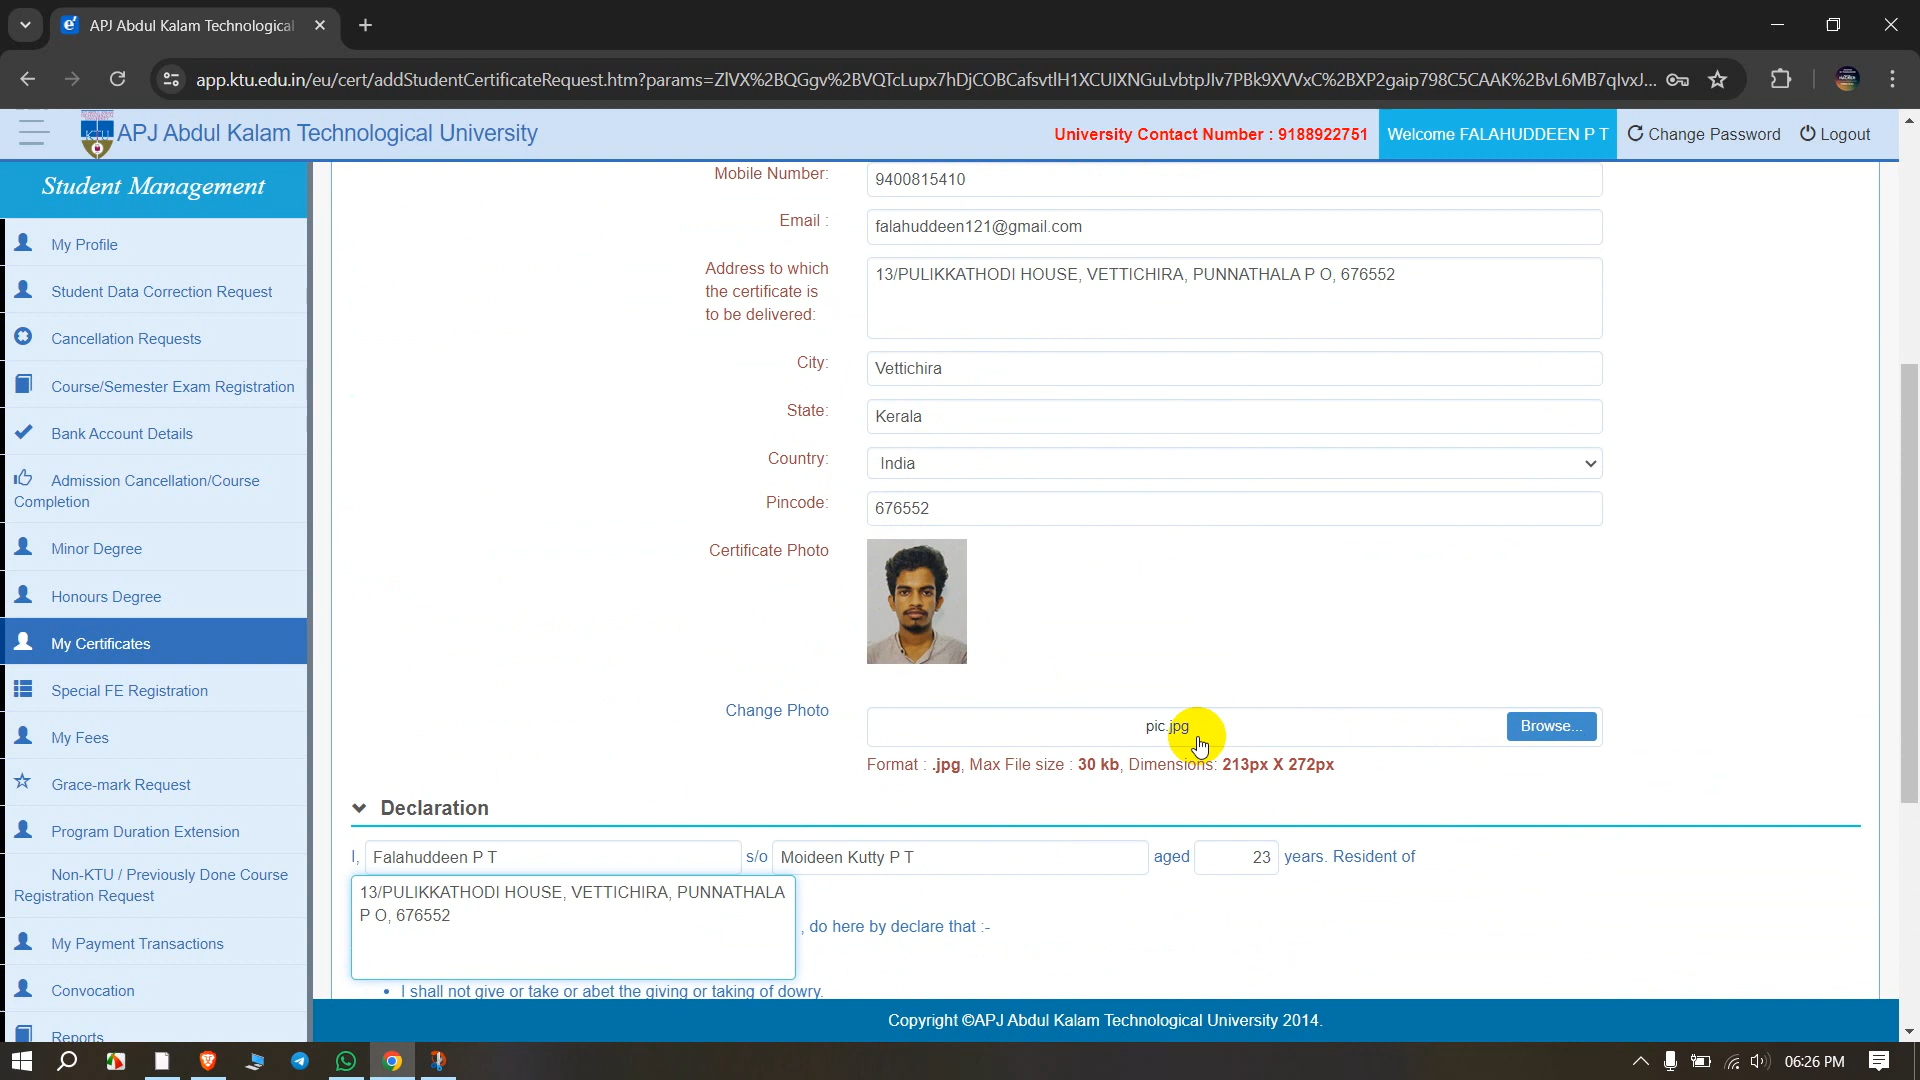 APJ Abdul Kalam Technological
app.ktu.edu.in/eu/cert/addStudentCertificateRequest.htm?params=
APJ Abdul Kalam Technological University
University Contact Number : 9188922751
Welcome FALAHUDDEEN P T
Change Password
Logout
Student Management
My Profile
Student Data Correction Request
Cancellation Requests
Course/Semester Exam Registration
Bank Account Details
Admission Cancellation/Course
Completion
Minor Degree
Honours Degree
My Certificates
Special FE Registration
My Fees
Grace-mark Request
Program Duration Extension
Non-KTU / Previously Done Course
Registration Request
My Payment Transactions
Convocation
Reports
Mobile Number:
9400815410
Email :
falahuddeen121@gmail.com
Address to which
the certificate is
to be delivered:
13/PULIKKATHODI HOUSE, VETTICHIRA, PUNNATHALA P O, 676552
City:
Vettichira
State:
Kerala
Country:
India
Pincode:
676552
Certificate Photo
Change Photo
pic.jpg
Browse...
Format : .jpg, Max File size : 30 kb, Dimensions: 213px X 272px
Declaration
I, Falahuddeen P T s/o Moideen Kutty P T aged 23 years. Resident of
13/PULIKKATHODI HOUSE, VETTICHIRA, PUNNATHALA
P O, 676552
, do here by declare that :-
• I shall not give or take or abet the giving or taking of dowry.
Copyright ©APJ Abdul Kalam Technological University 2014.
06:26 PM